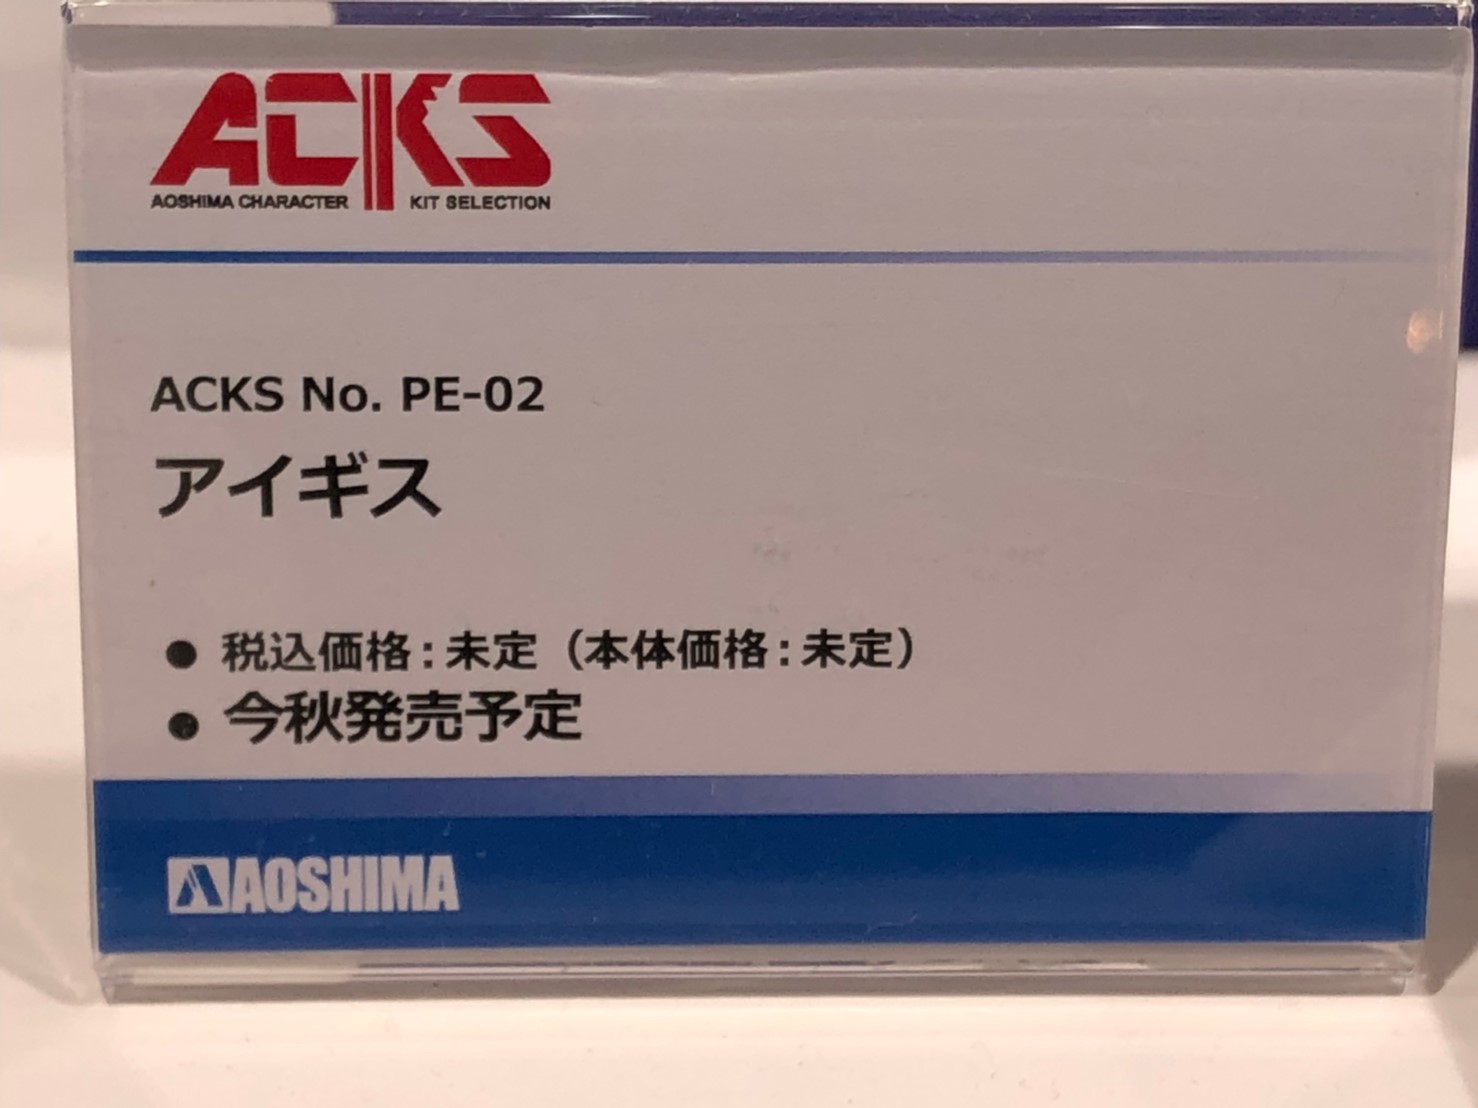 ACKS
AOSHIMA CHARACTER KIT SELECTION
ACKS No. PE-02
アイギス
● 税込価格：未定（本体価格：未定）
● 今秋発売予定
AOSHIMA